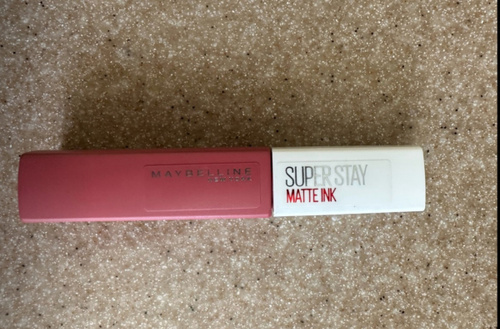 MAYBELLINE
SUPER STAY
MATTE INK